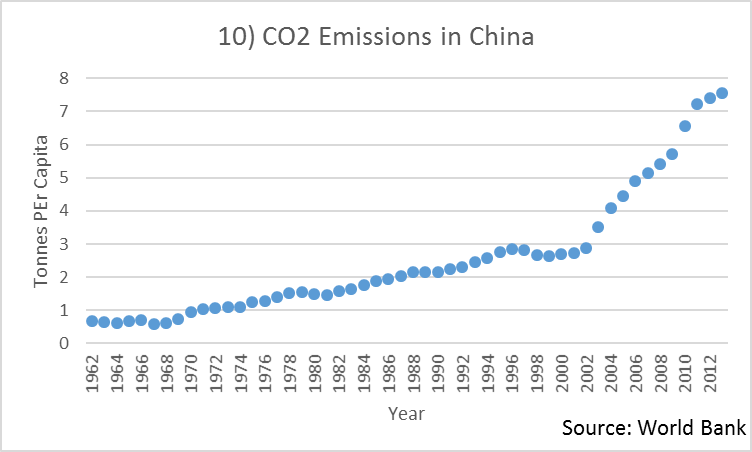 10) CO2 Emissions in China
Tonnes PEr Capita
8
7
6
5
4
3
2
1
0
1962 1964 1966 1968 1970 1972 1974 1976 1978 1980 1982 1984 1986 1988 1990 1992 1994 1996 1998 2000 2002 2004 2006 2008 2010 2012
Year
Source: World Bank